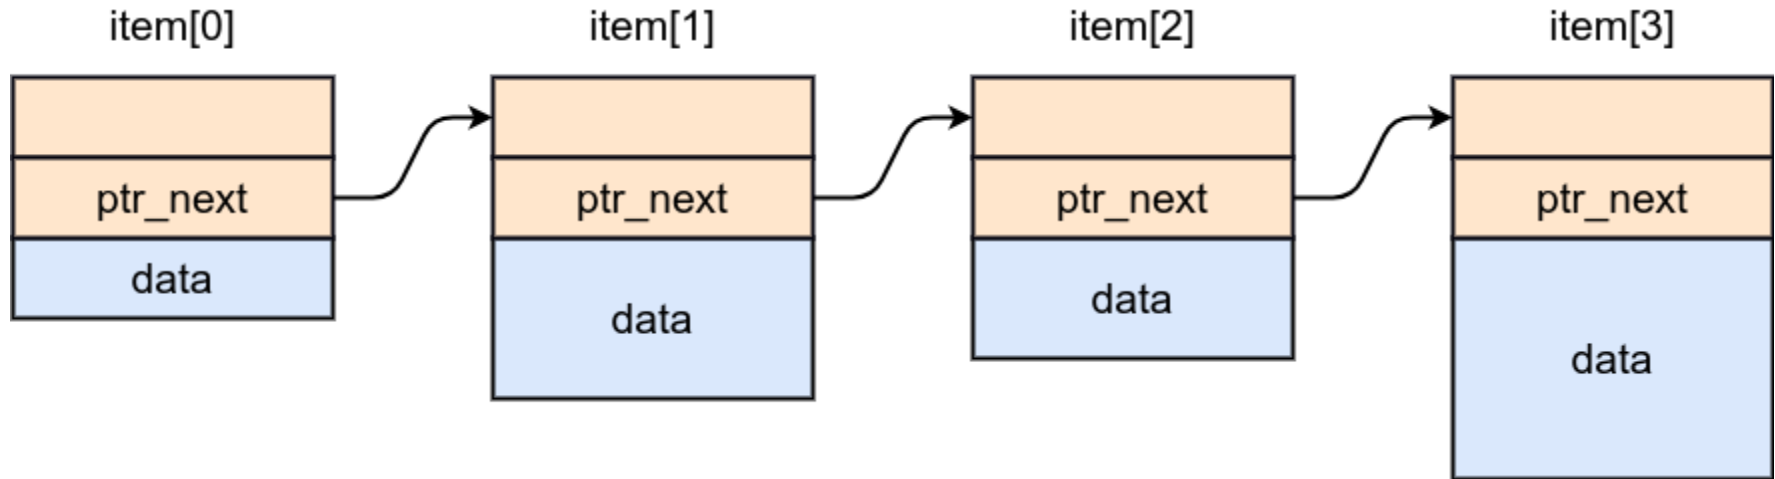 item[0]
item[1]
item[2]
item[3]
ptr_next
ptr_next
ptr_next
ptr_next
data
data
data
data